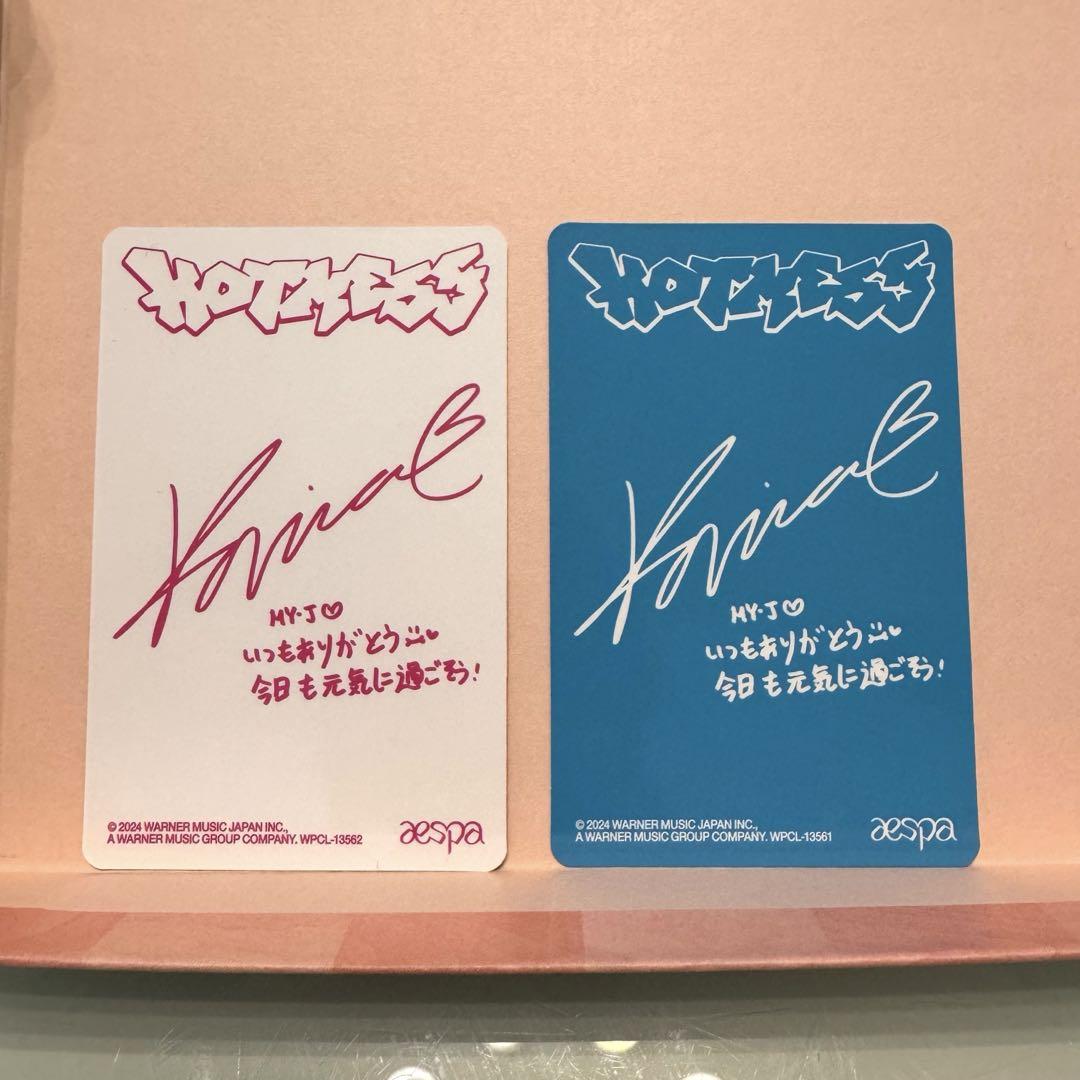 HOT MESS
Karina
MY-J♡
いつもありがとう
今日も元気に過ごそう!
© 2024 WARNER MUSIC JAPAN INC.,
A WARNER MUSIC GROUP COMPANY. WPCL-13562
aespa
HOT MESS
Karina
MY-J♡
いつもありがとう
今日も元気に過ごそう!
© 2024 WARNER MUSIC JAPAN INC.,
A WARNER MUSIC GROUP COMPANY. WPCL-13561
aespa